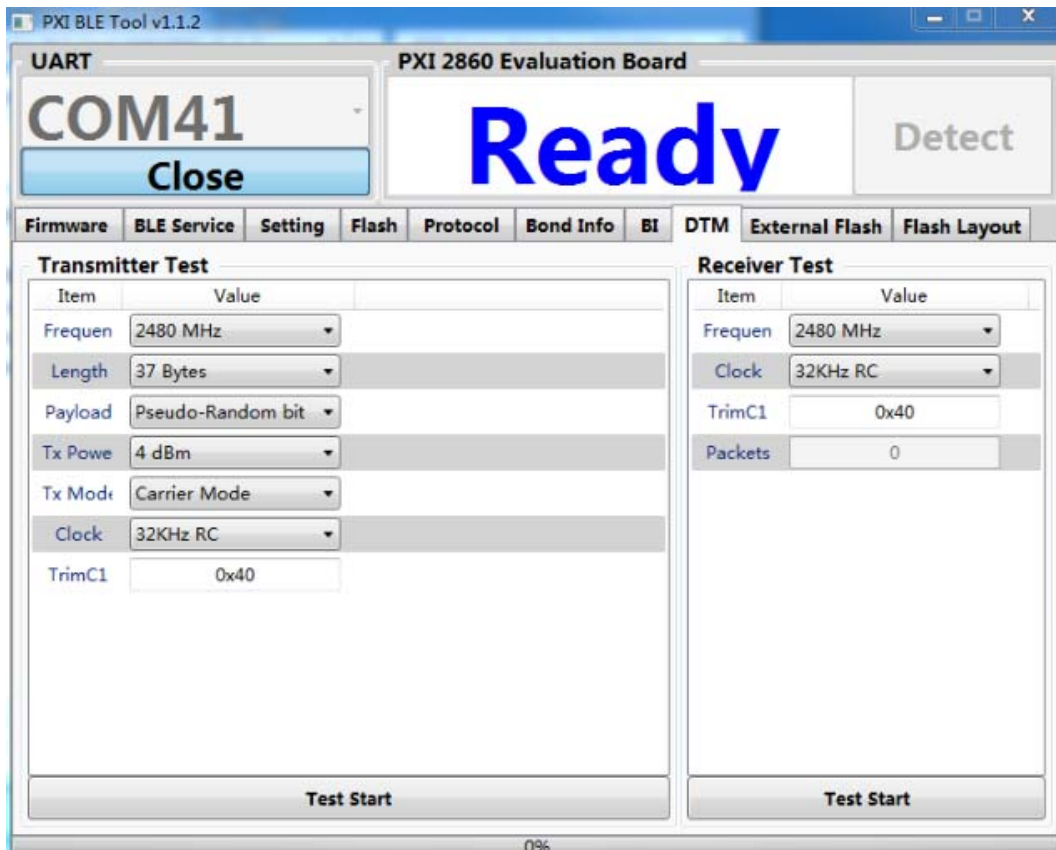 PXI BLE Tool v1.1.2
UART
PXI 2860 Evaluation Board
COM41
Close
Ready
Detect
Firmware BLE Service Setting Flash Protocol Bond Info BI DTM External Flash Flash Layout
Transmitter Test
Item Value
Frequen 2480 MHz
Length 37 Bytes
Payload Pseudo-Random bit
Tx Powe 4 dBm
Tx Mode Carrier Mode
Clock 32KHz RC
TrimC1 0x40
Test Start
Receiver Test
Item Value
Frequen 2480 MHz
Clock 32KHz RC
TrimC1 0x40
Packets 0
Test Start
0%